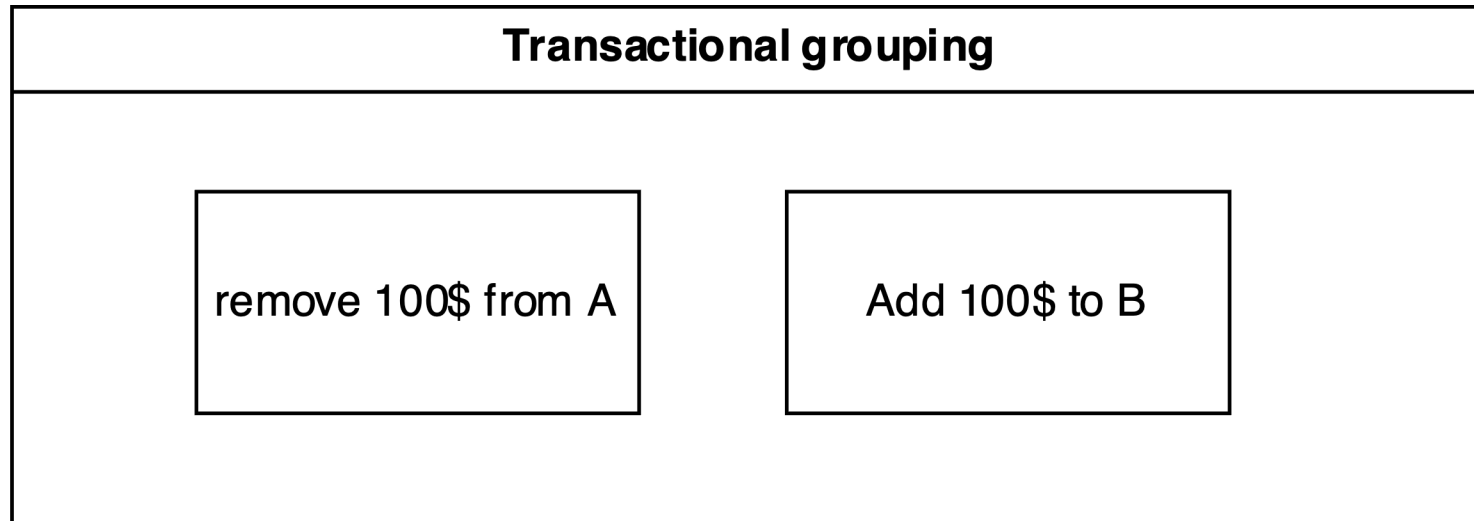 Transactional grouping
remove 100$ from A
Add 100$ to B